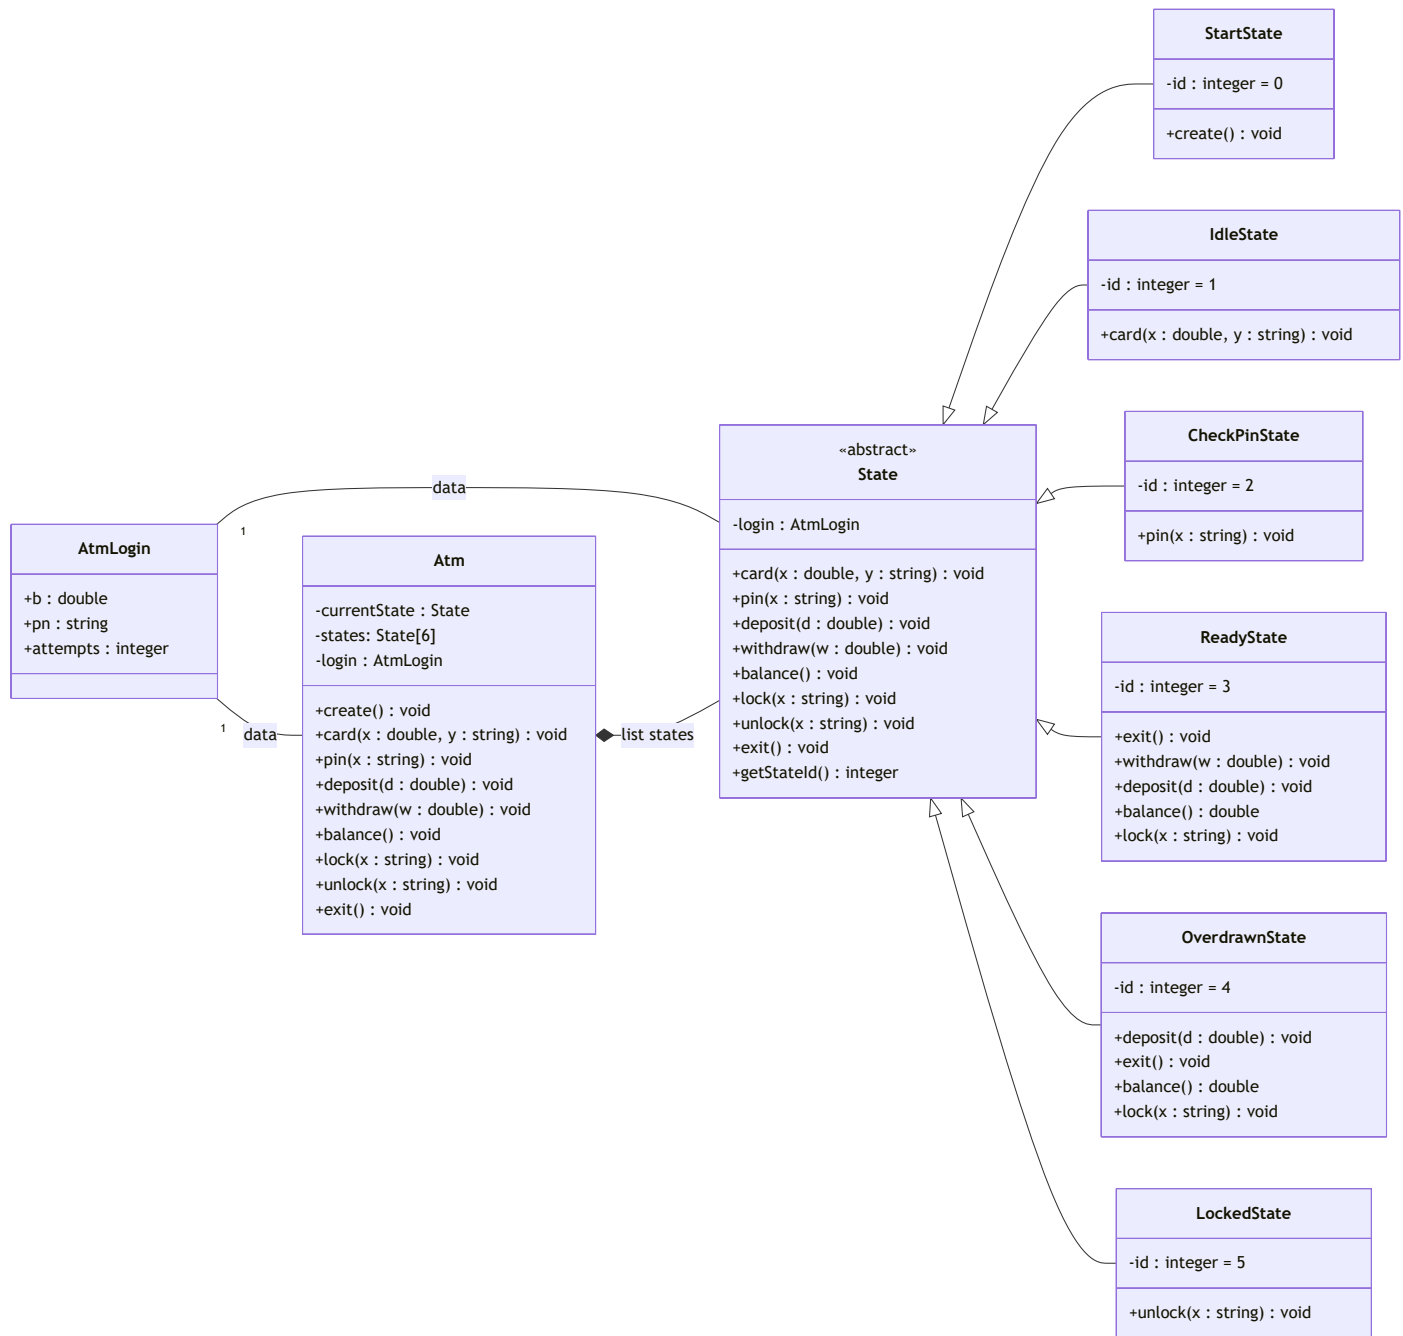 StartState
-id : integer = 0
+create() : void
IdleState
-id : integer = 1
+card(x : double, y : string) : void
CheckPinState
-id : integer = 2
+pin(x : string) : void
«abstract»
State
-login : AtmLogin
+card(x : double, y : string) : void
+pin(x : string) : void
+deposit(d : double) : void
+withdraw(w : double) : void
+balance() : void
+lock(x : string) : void
+unlock(x : string) : void
+exit() : void
+getStateId() : integer
data
1
AtmLogin
+b : double
+pn : string
+attempts : integer
1
data
Atm
-currentState : State
-states: State[6]
-login : AtmLogin
+create() : void
+card(x : double, y : string) : void
+pin(x : string) : void
+deposit(d : double) : void
+withdraw(w : double) : void
+balance() : void
+lock(x : string) : void
+unlock(x : string) : void
+exit() : void
list states
ReadyState
-id : integer = 3
+exit() : void
+withdraw(w : double) : void
+deposit(d : double) : void
+balance() : double
+lock(x : string) : void
OverdrawnState
-id : integer = 4
+deposit(d : double) : void
+exit() : void
+balance() : double
+lock(x : string) : void
LockedState
-id : integer = 5
+unlock(x : string) : void